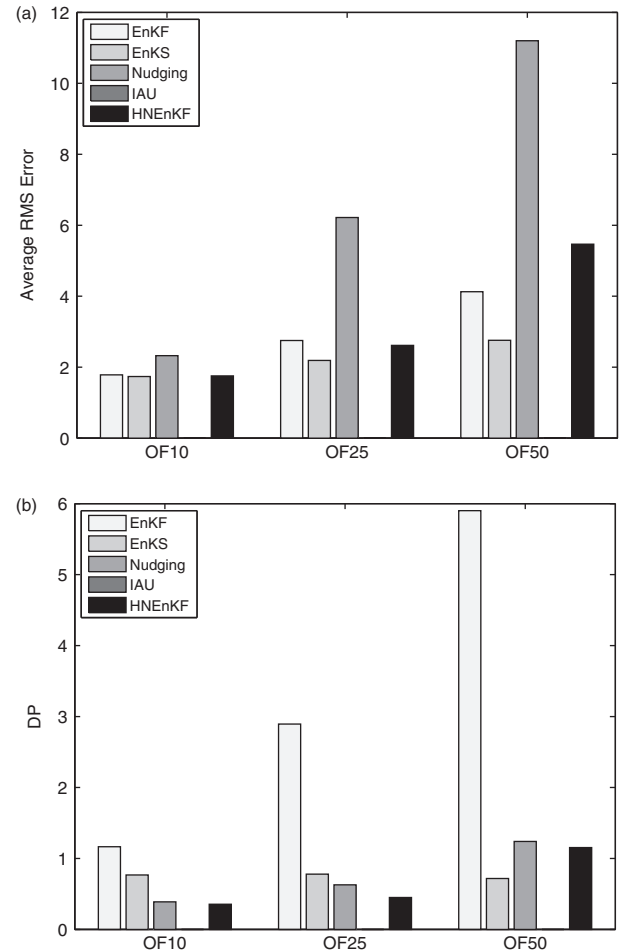 (a)
12
10
8
6
4
2
0
Average RMS Error
EnKF
EnKS
Nudging
IAU
HNEnKF
OF10 OF25 OF50
(b)
6
5
4
3
2
1
0
DP
EnKF
EnKS
Nudging
IAU
HNEnKF
OF10 OF25 OF50